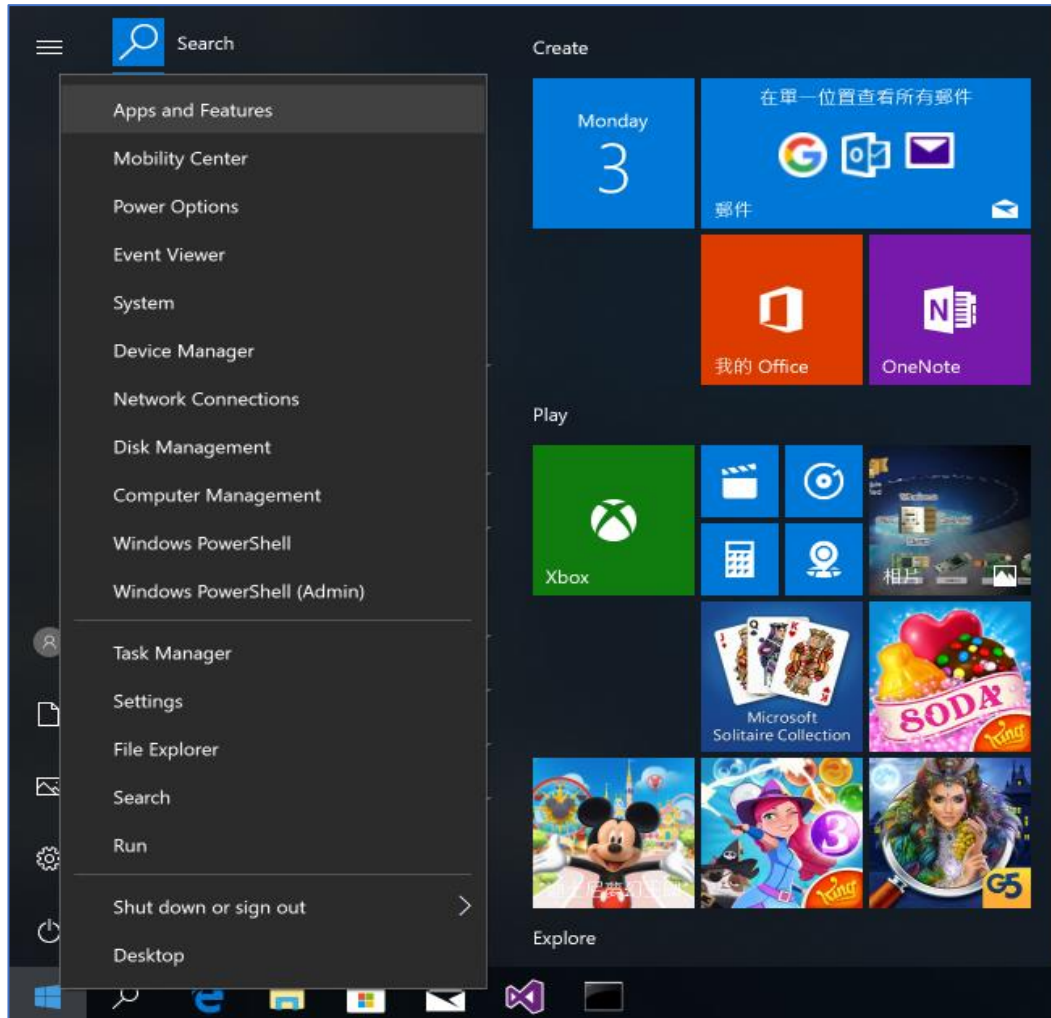 Search
Apps and Features
Mobility Center
Power Options
Event Viewer
System
Device Manager
Network Connections
Disk Management
Computer Management
Windows PowerShell
Windows PowerShell (Admin)
Task Manager
Settings
File Explorer
Search
Run
Shut down or sign out
Desktop
Create
Monday
3
在單一位置查看所有郵件
郵件
我的 Office
OneNote
Play
Xbox
相片
Microsoft
Solitaire Collection
SODA
King
3
King
G5
Explore